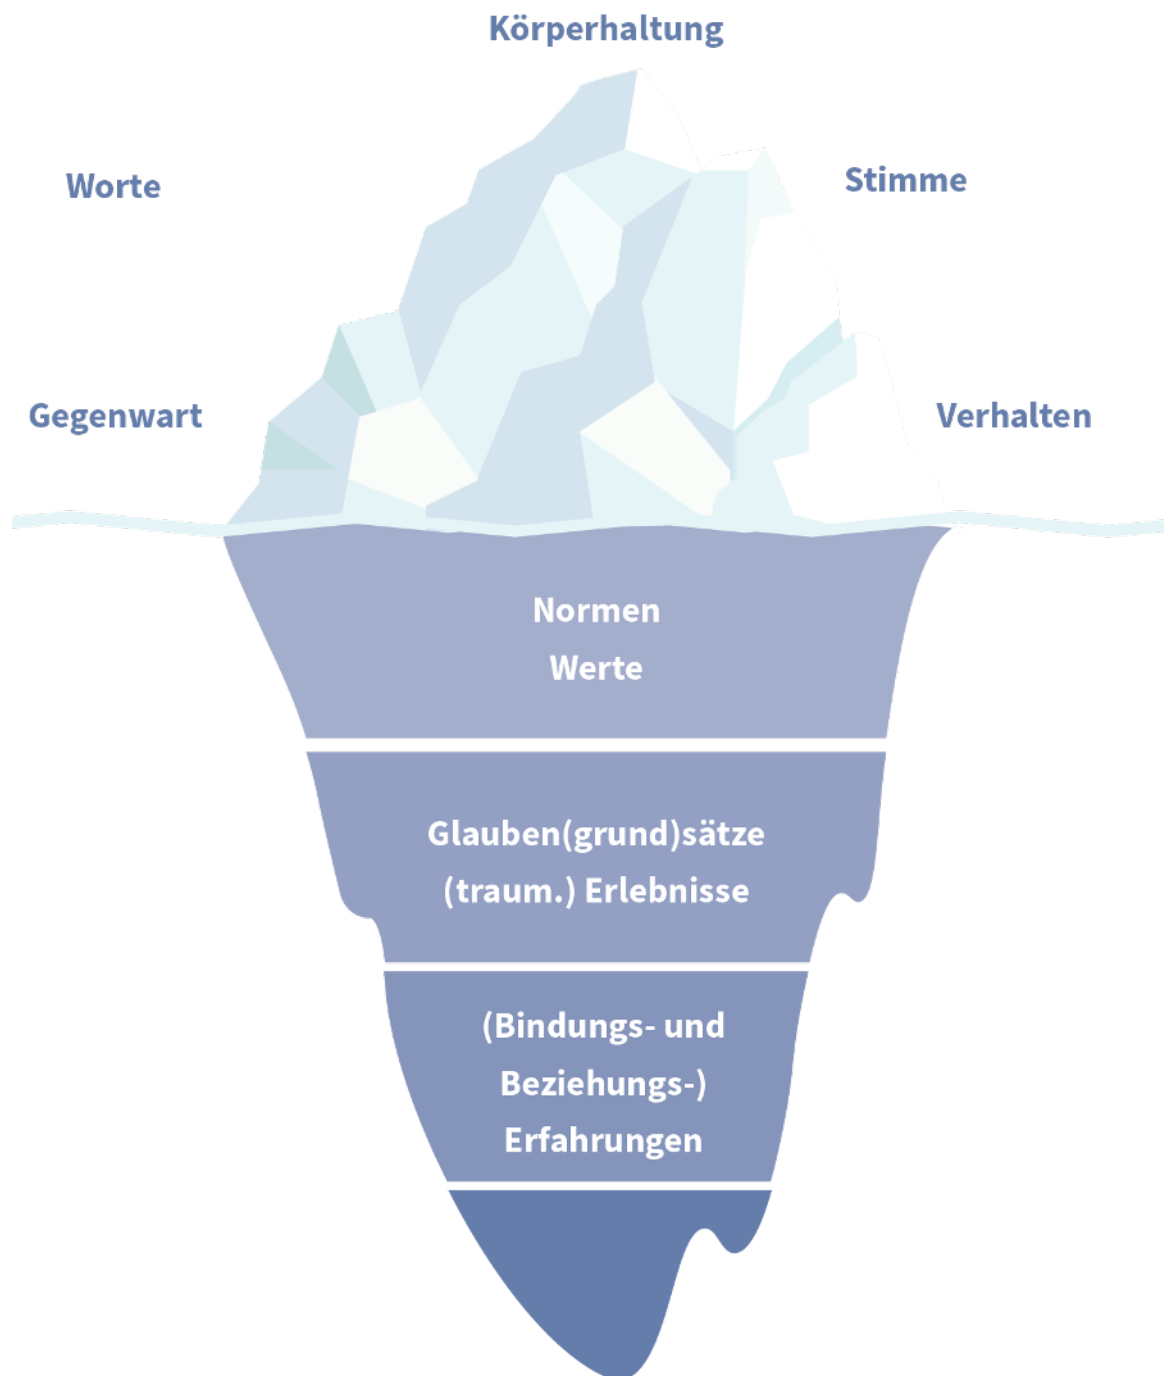 Körperhaltung
Worte
Stimme
Gegenwart
Verhalten
Normen
Werte
Glauben(grund)sätze
(traum.) Erlebnisse
(Bindungs- und
Beziehungs-)
Erfahrungen